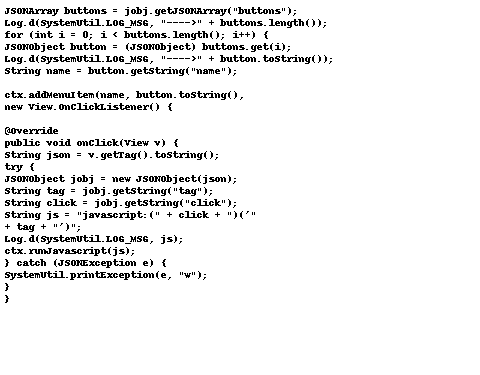 JSONArray buttons = jobj.getJSONArray("buttons");
Log.d(SystemUtil.LOG_MSG, "---->" + buttons.length());
for (int i = 0; i < buttons.length(); i++) {
JSONObject button = (JSONObject) buttons.get(i);
Log.d(SystemUtil.LOG_MSG, "---->" + button.toString());
String name = button.getString("name");
ctx.addMenuItem(name, button.toString(),
new View.OnClickListener() {
@Override
public void onClick(View v) {
String json = v.getTag().toString();
try {
JSONObject jobj = new JSONObject(json);
String tag = jobj.getString("tag");
String click = jobj.getString("click");
String js = "javascript:(" + click + ")('"
+ tag + "')";
Log.d(SystemUtil.LOG_MSG, js);
ctx.runJavascript(js);
} catch (JSONException e) {
SystemUtil.printException(e, "w");
}
}